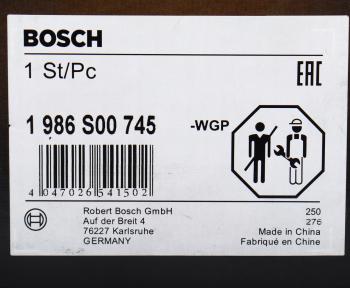 BOSCH
1 St/Pc
EAC
1 986 S00 745
-WGP
4 047026 541502
Robert Bosch GmbH
Auf der Breit 4
76227 Karlsruhe
GERMANY
250
276
Made in China
Fabriqué en Chine